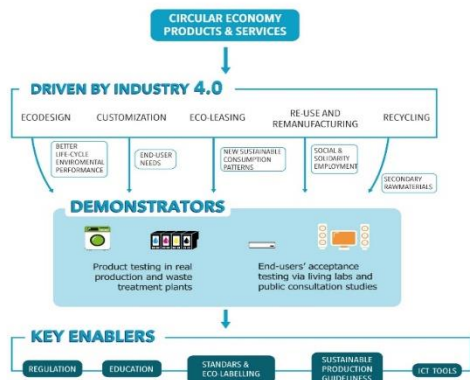 CIRCULAR ECONOMY
PRODUCTS & SERVICES
DRIVEN BY INDUSTRY 4.0
ECODESIGN
CUSTOMIZATION
ECO-LEASING
RE-USE AND
REMANUFACTURING
RECYCLING
BETTER
LIFE-CYCLE
ENVIROMENTAL
PERFORMANCE
END-USER
NEEDS
NEW SUSTAINABLE
CONSUMPTION
PATTERNS
SOCIAL &
SOLIDARITY
EMPLOYMENT
SECONDARY
RAWMATERIALS
DEMONSTRATORS
Product testing in real
production and waste
treatment plants
End-users' acceptance
testing via living labs and
public consultation studies
KEY ENABLERS
REGULATION
EDUCATION
STANDARS &
ECO LABELLING
SUSTAINABLE
PRODUCTION
GUIDELINESS
ICT TOOLS